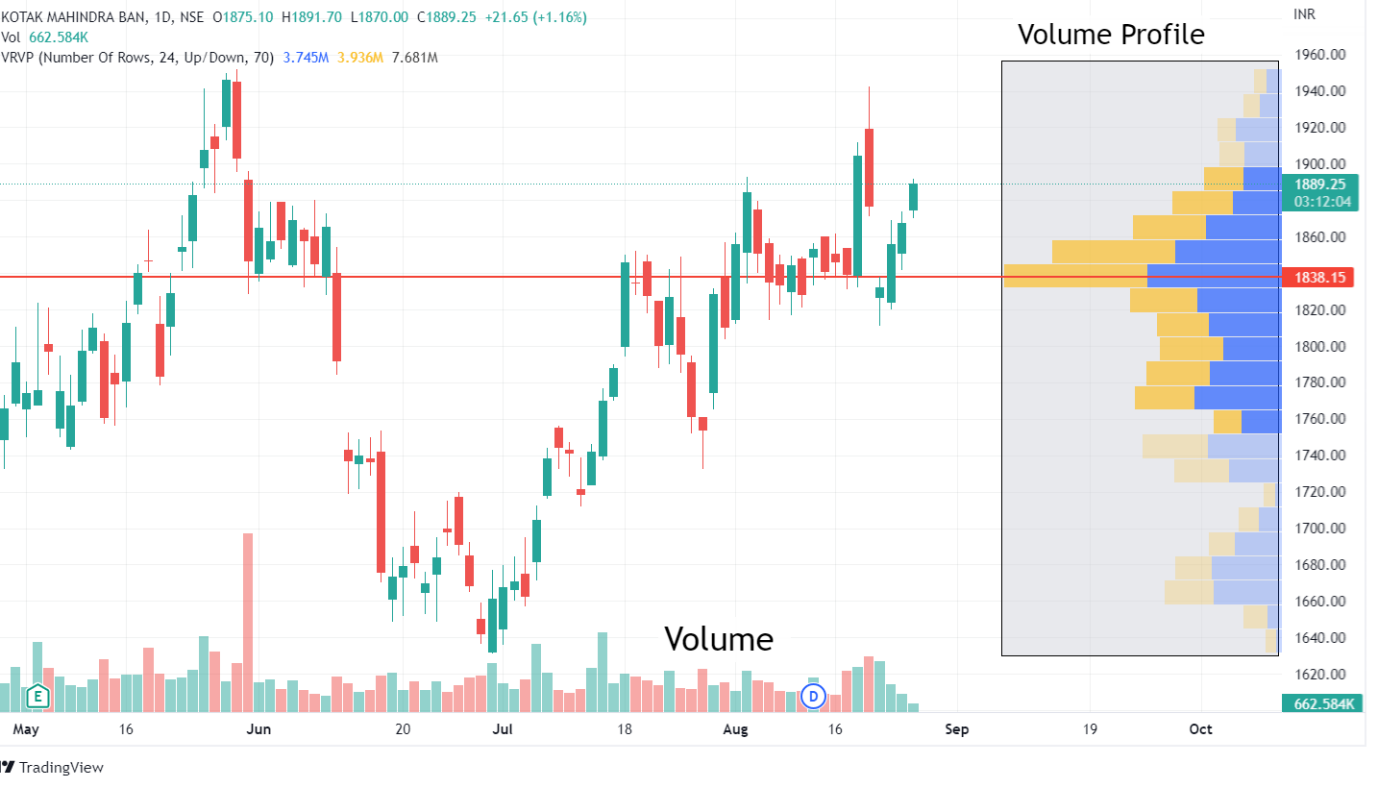 KOTAK MAHINDRA BAN, 1D, NSE O1875.10 H1891.70 L1870.00 C1889.25 +21.65 (+1.16%)
Vol 662.584K
VRVP (Number Of Rows, 24, Up/Down, 70) 3.745M 3.936M 7.681M
Volume Profile
INR
1960.00
1940.00
1920.00
1900.00
1889.25
03:12:04
1860.00
1838.15
1820.00
1800.00
1780.00
1760.00
1740.00
1720.00
1700.00
1680.00
1660.00
1640.00
1620.00
662.584K
Volume
E
D
May 16 Jun 20 Jul 18 Aug 16 Sep 19 Oct
TradingView